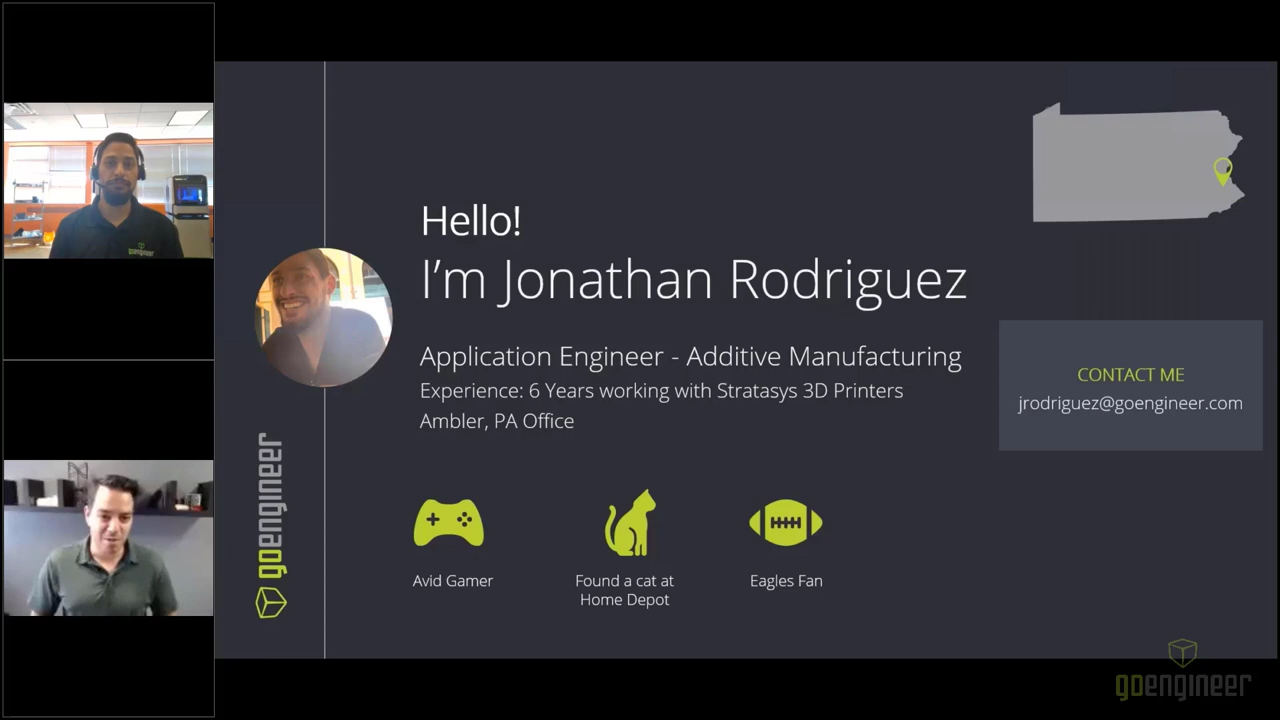 Hello!
I'm Jonathan Rodriguez
Application Engineer - Additive Manufacturing
Experience: 6 Years working with Stratasys 3D Printers
Ambler, PA Office
CONTACT ME
jrodriguez@goengineer.com
Avid Gamer
Found a cat at
Home Depot
Eagles Fan
goengineer
goengineer
goengineer